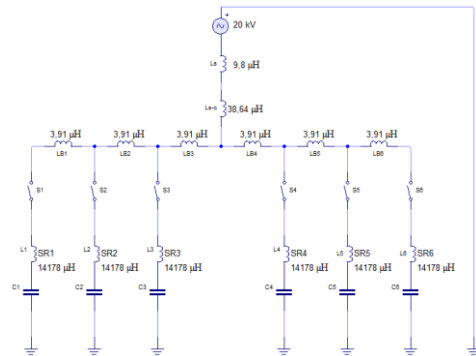 +
20 kV
Ls
9,8 µH
Ls-c
38,64 µH
3,91 µH 3,91 µH 3,91 µH 3,91 µH 3,91 µH 3,91 µH
LB1 LB2 LB3 LB4 LB5 LB6
S1 S2 S3 S4 S5 S6
L1 SR1 L2 SR2 L3 SR3 L4 SR4 L5 SR5 L6 SR6
14178 µH 14178 µH 14178 µH 14178 µH 14178 µH 14178 µH
C1 C2 C3 C4 C5 C6